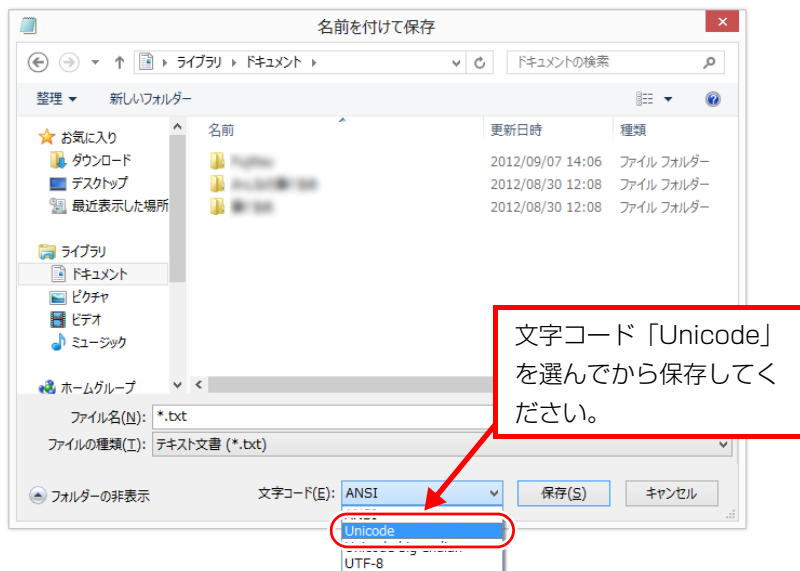 名前を付けて保存
ライブラリ ドキュメント
ドキュメントの検索
整理 新しいフォルダー
名前 更新日時 種類
お気に入り
ダウンロード
デスクトップ
最近表示した場所
2012/09/07 14:06 ファイル フォルダー
2012/08/30 12:08 ファイル フォルダー
2012/08/30 12:08 ファイル フォルダー
ライブラリ
ドキュメント
ピクチャ
ビデオ
ミュージック
ホームグループ
文字コード「Unicode」
を選んでから保存してく
ださい。
ファイル名(N): *.txt
ファイルの種類(T): テキスト文書 (*.txt)
フォルダーの非表示 文字コード(E): ANSI 保存(S) キャンセル
ANSI
Unicode
Unicode big endian
UTF-8